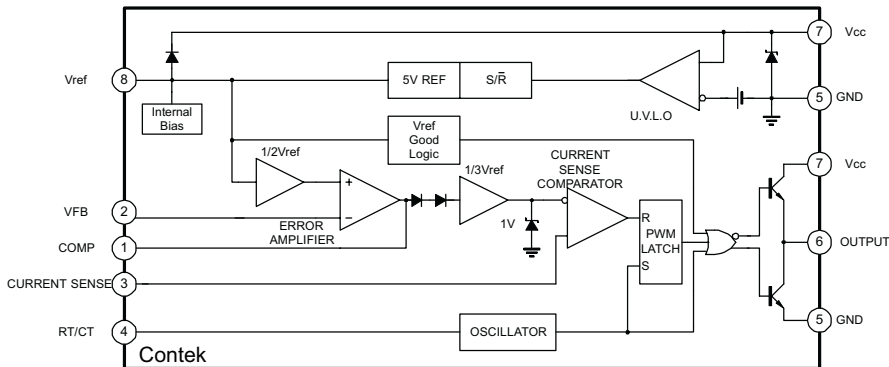 7
Vcc
Vref
8
5V REF
S/R̅
Internal
Bias
U.V.L.O
5
GND
Vref
Good
Logic
1/2Vref
1/3Vref
CURRENT
SENSE
COMPARATOR
7
Vcc
+
−
VFB
2
ERROR
AMPLIFIER
1V
R
PWM
LATCH
S
6
OUTPUT
COMP
1
CURRENT SENSE
3
RT/CT
4
OSCILLATOR
5
GND
Contek